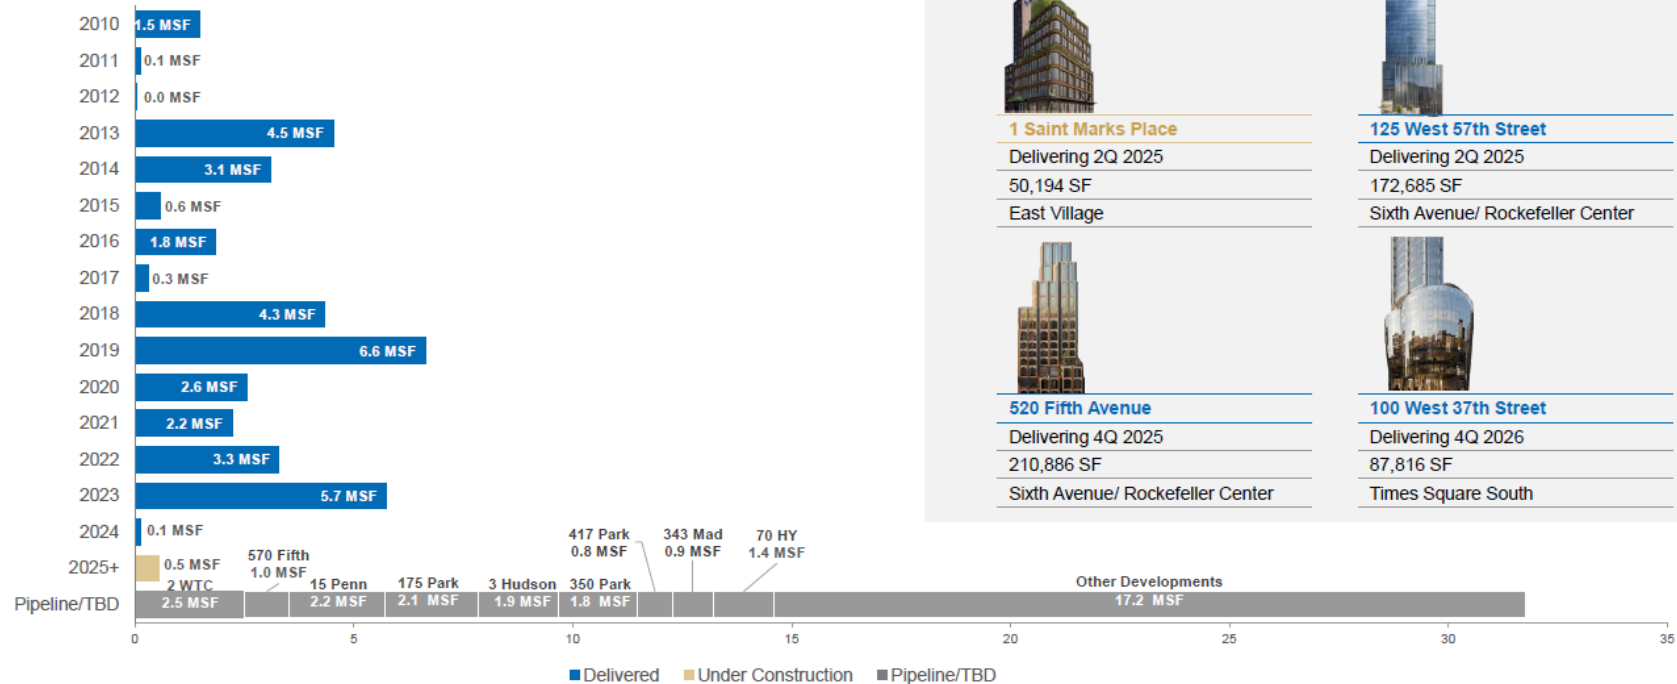 2010
1.5 MSF
2011
0.1 MSF
2012
0.0 MSF
2013
4.5 MSF
2014
3.1 MSF
2015
0.6 MSF
2016
1.8 MSF
2017
0.3 MSF
2018
4.3 MSF
2019
6.6 MSF
2020
2.6 MSF
2021
2.2 MSF
2022
3.3 MSF
2023
5.7 MSF
2024
0.1 MSF
2025+
0.5 MSF
Pipeline/TBD
2 WTC
2.5 MSF
570 Fifth
1.0 MSF
15 Penn
2.2 MSF
175 Park
2.1 MSF
3 Hudson
1.9 MSF
350 Park
1.8 MSF
417 Park
0.8 MSF
343 Mad
0.9 MSF
70 HY
1.4 MSF
Other Developments
17.2 MSF
0 5 10 15 20 25 30 35
Delivered Under Construction Pipeline/TBD
1 Saint Marks Place
Delivering 2Q 2025
50,194 SF
East Village
125 West 57th Street
Delivering 2Q 2025
172,685 SF
Sixth Avenue/ Rockefeller Center
520 Fifth Avenue
Delivering 4Q 2025
210,886 SF
Sixth Avenue/ Rockefeller Center
100 West 37th Street
Delivering 4Q 2026
87,816 SF
Times Square South